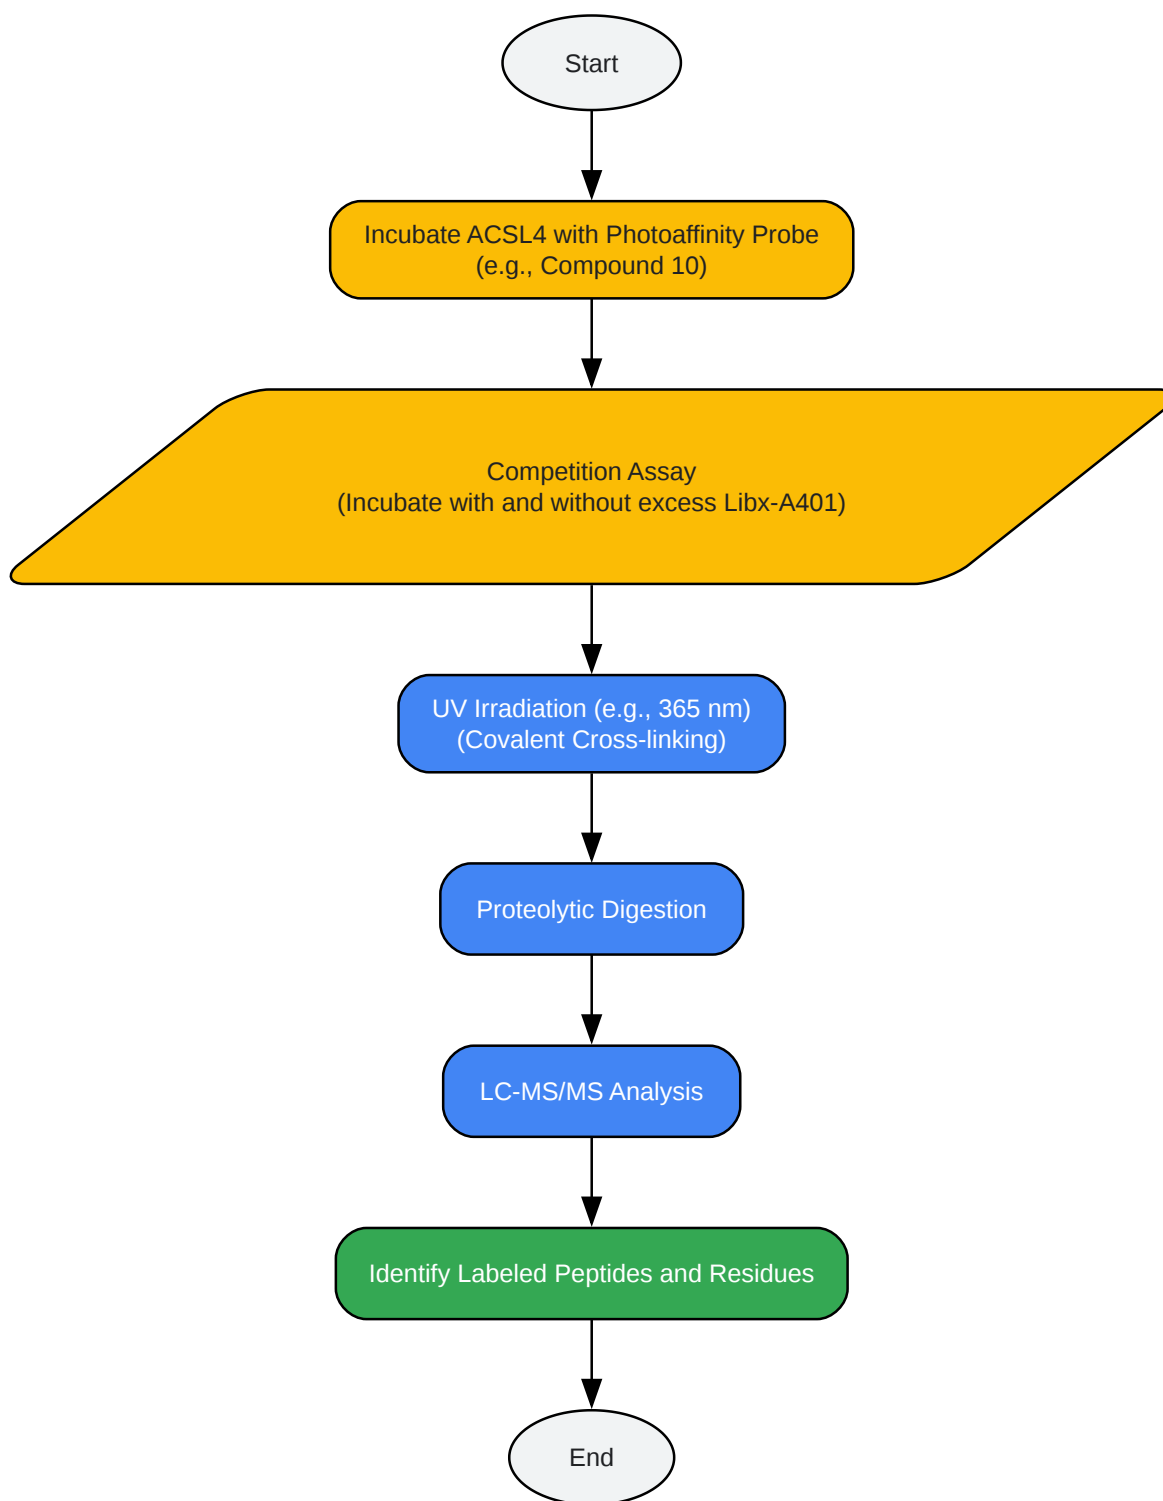 Start
Incubate ACSL4 with Photoaffinity Probe
(e.g., Compound 10)
Competition Assay
(Incubate with and without excess Libx-A401)
UV Irradiation (e.g., 365 nm)
(Covalent Cross-linking)
Proteolytic Digestion
LC-MS/MS Analysis
Identify Labeled Peptides and Residues
End